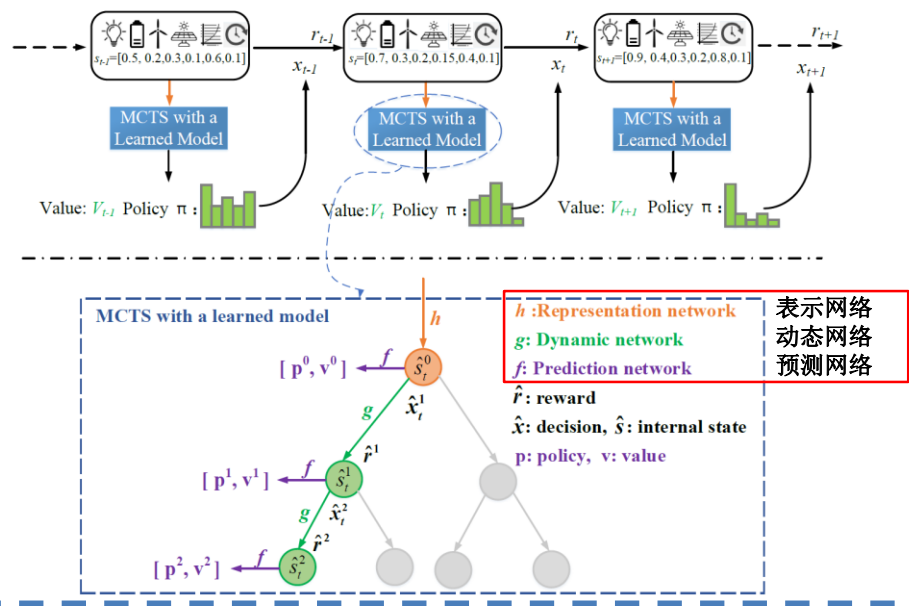 r_{t-1} r_t r_{t+1}
s_{t-1}=[0.5, 0.2,0.3,0.1,0.6,0.1] s_t=[0.7, 0.3,0.2,0.15,0.4,0.1] s_{t+1}=[0.9, 0.4,0.3,0.2,0.8,0.1]
x_{t-1} x_t x_{t+1}
MCTS with a MCTS with a MCTS with a
Learned Model Learned Model Learned Model
Value: V_{t-1} Policy π : Value: V_t Policy π : Value: V_{t+1} Policy π :
MCTS with a learned model
h
h :Representation network 表示网络
g: Dynamic network 动态网络
f: Prediction network 预测网络
r̂ : reward
x̂: decision, ŝ: internal state
p: policy, v: value
[ p^0, v^0 ] f ŝ_t^0
x̂_t^1
g
r̂^1
[ p^1, v^1 ] f ŝ_t^1
g x̂_t^2
r̂^2
[ p^2, v^2 ] f ŝ_t^2